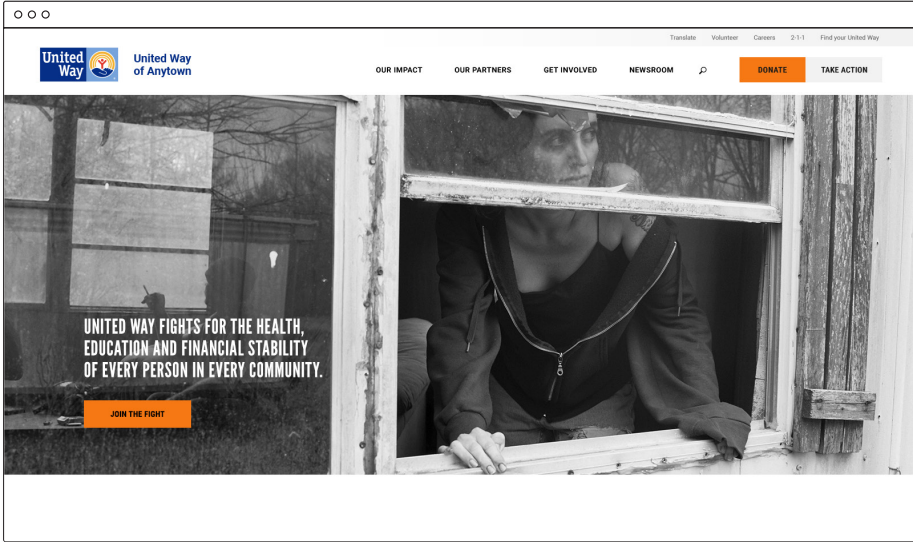 Translate Volunteer Careers 2-1-1 Find your United Way
United Way
Way of Anytown
United
Way
OUR IMPACT OUR PARTNERS GET INVOLVED NEWSROOM DONATE TAKE ACTION
UNITED WAY FIGHTS FOR THE HEALTH,
EDUCATION AND FINANCIAL STABILITY
OF EVERY PERSON IN EVERY COMMUNITY.
JOIN THE FIGHT